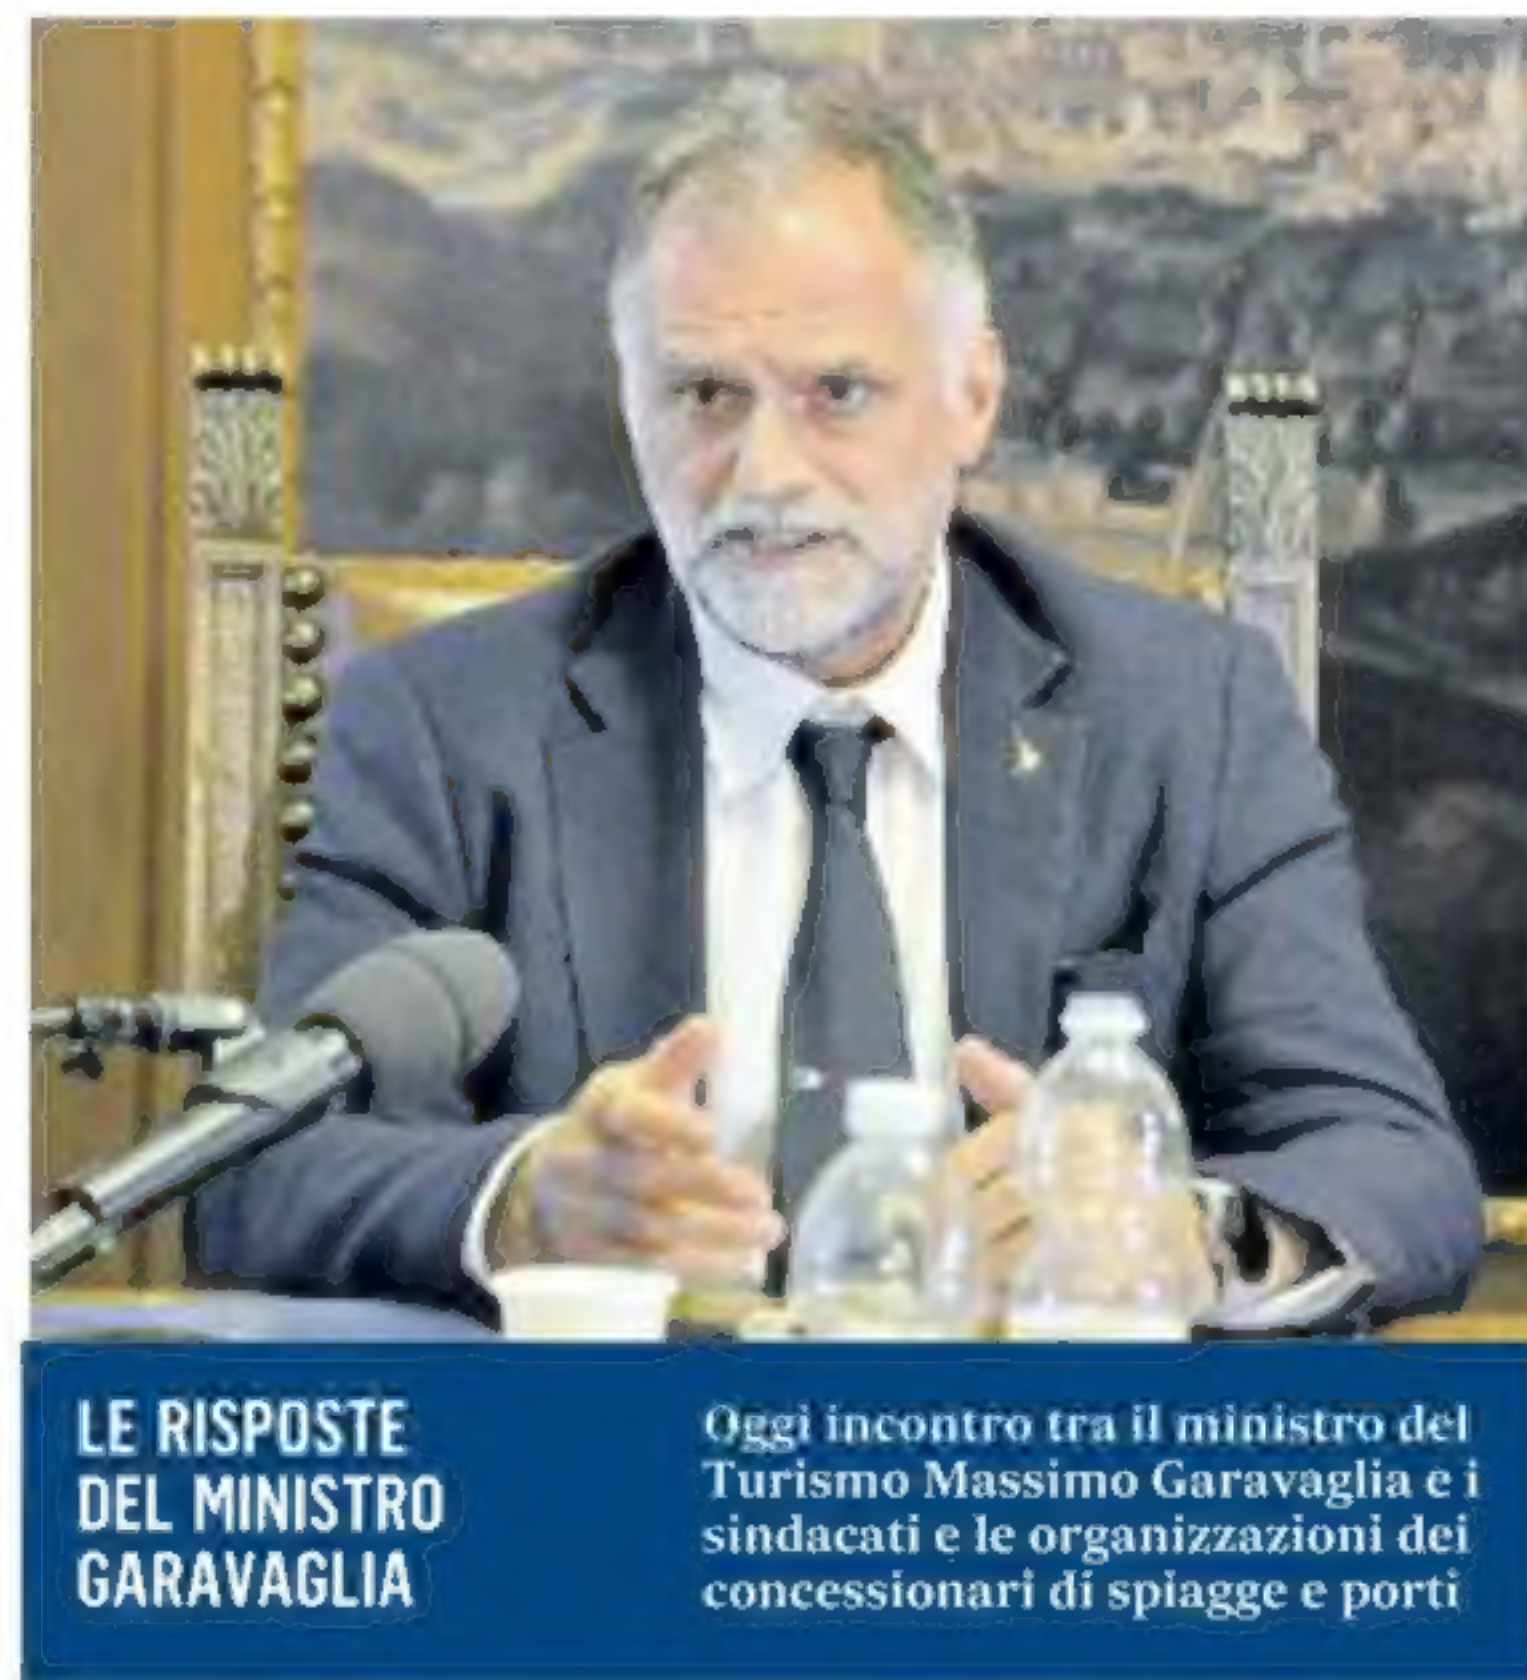 LE RISPOSTE
DEL MINISTRO
GARAVAGLIA
Oggi incontro tra il ministro del
Turismo Massimo Garavaglia e i
sindacati e le organizzazioni dei
concessionari di spiagge e porti